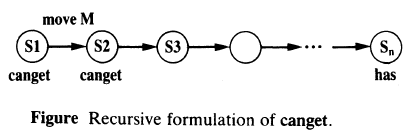 move M
S1 S2 S3 ... Sn
canget canget has
Figure Recursive formulation of canget.